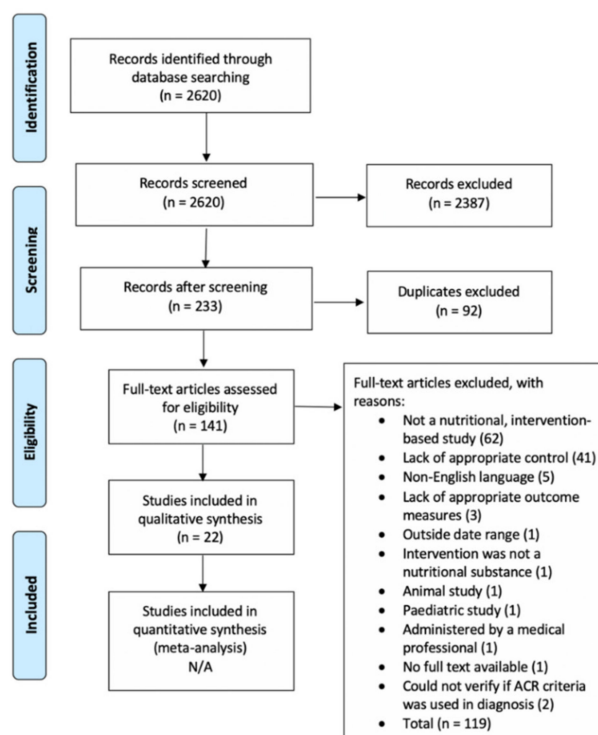 Identification
Records identified through
database searching
(n = 2620)
Screening
Records screened
(n = 2620)
Records excluded
(n = 2387)
Records after screening
(n = 233)
Duplicates excluded
(n = 92)
Eligibility
Full-text articles assessed
for eligibility
(n = 141)
Full-text articles excluded, with
reasons:
• Not a nutritional, intervention-
based study (62)
• Lack of appropriate control (41)
• Non-English language (5)
• Lack of appropriate outcome
measures (3)
• Outside date range (1)
• Intervention was not a
nutritional substance (1)
• Animal study (1)
• Paediatric study (1)
• Administered by a medical
professional (1)
• No full text available (1)
• Could not verify if ACR criteria
was used in diagnosis (2)
• Total (n = 119)
Studies included in
qualitative synthesis
(n = 22)
Included
Studies included in
quantitative synthesis
(meta-analysis)
N/A